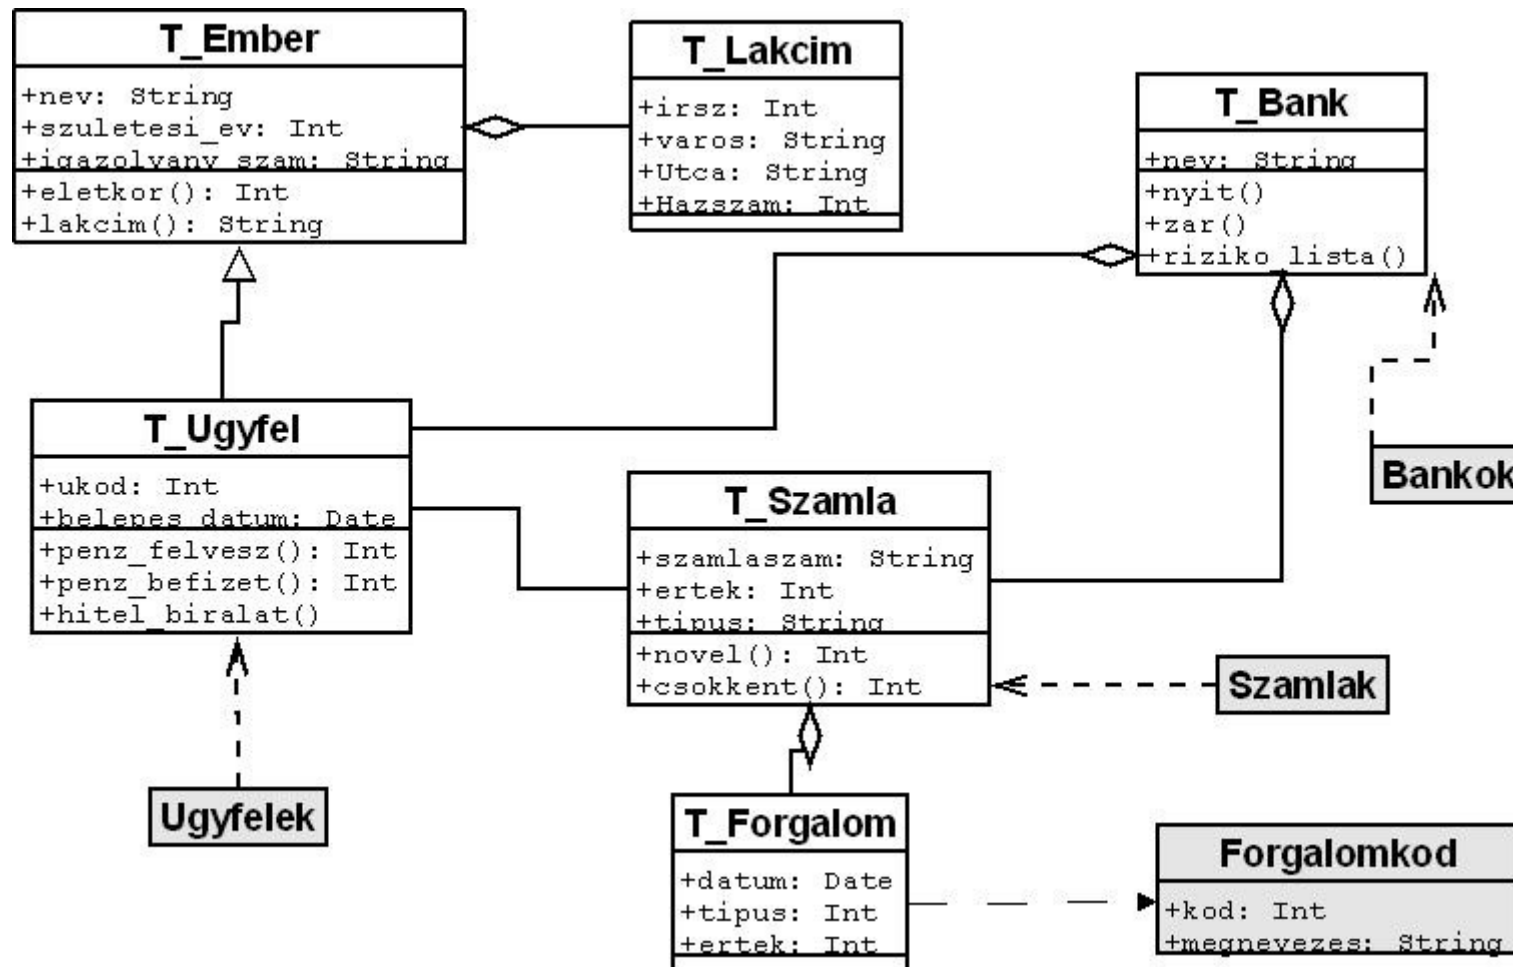 T_Ember
+nev: String
+szuletesi_ev: Int
+igazolvany_szam: String
+eletkor(): Int
+lakcim(): String
T_Lakcim
+irsz: Int
+varos: String
+Utca: String
+Hazszam: Int
T_Bank
+nev: String
+nyit()
+zar()
+riziko_lista()
T_Ugyfel
+ukod: Int
+belepes_datum: Date
+penz_felvesz(): Int
+penz_befizet(): Int
+hitel_biralat()
Bankok
T_Szamla
+szamlaszam: String
+ertek: Int
+tipus: String
+novel(): Int
+csokkent(): Int
Szamlak
Ugyfelek
T_Forgalom
+datum: Date
+tipus: Int
+ertek: Int
Forgalomkod
+kod: Int
+megnevezes: String